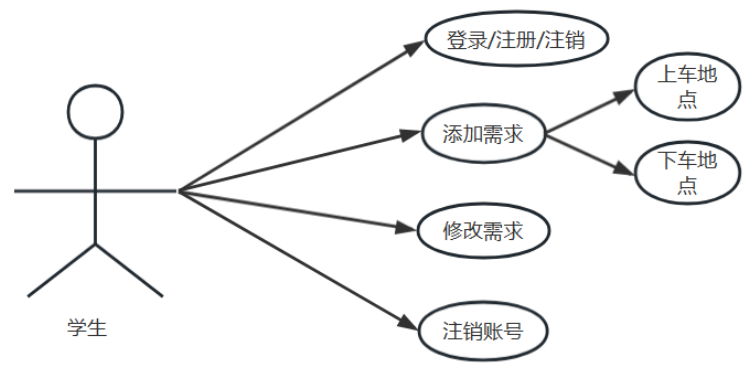 登录/注册/注销
添加需求
上车地
点
下车地
点
修改需求
注销账号
学生